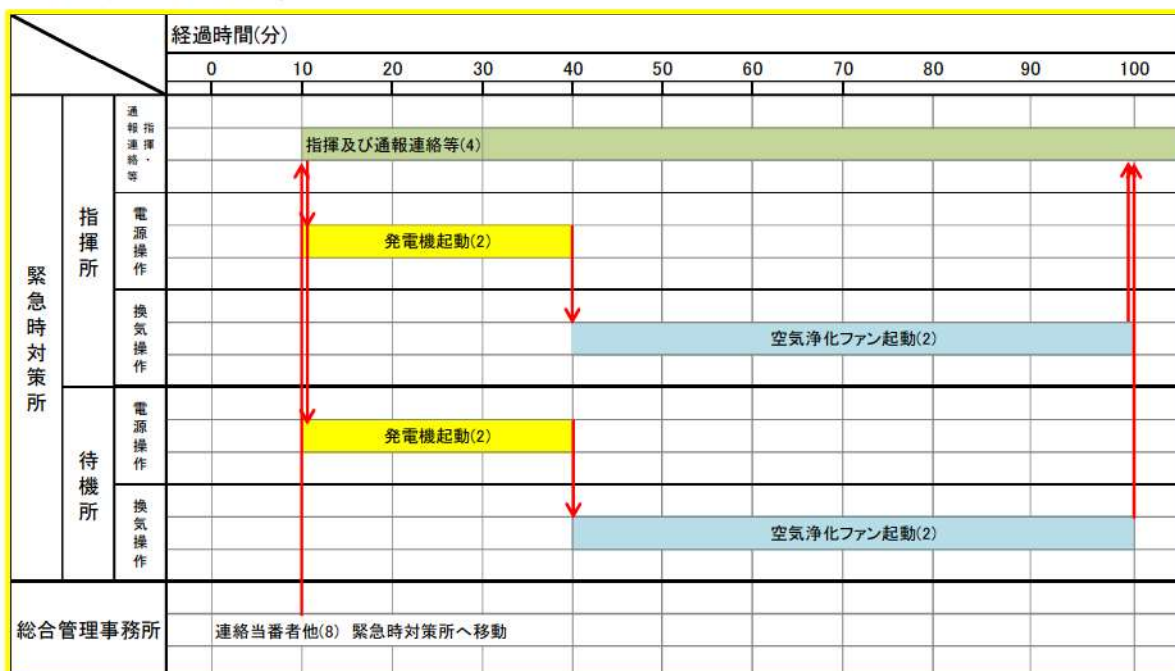 経過時間(分)
0 10 20 30 40 50 60 70 80 90 100
緊急時対策所
指揮所
指揮・通報連絡等
指揮及び通報連絡等(4)
電源操作
発電機起動(2)
換気操作
空気浄化ファン起動(2)
待機所
電源操作
発電機起動(2)
換気操作
空気浄化ファン起動(2)
総合管理事務所
連絡当番者他(8) 緊急時対策所へ移動